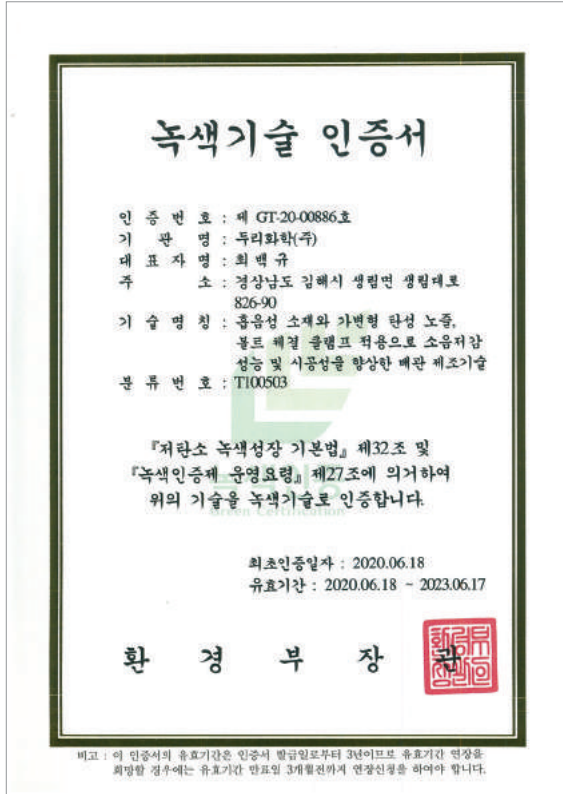 녹색기술 인증서
인 증 번 호 : 제 GT-20-00886호
기 관 명 : 두리화학(주)
대 표 자 명 : 최 백 규
주 소 : 경상남도 김해시 생림면 생림대로
826-90
기 술 명 칭 : 흡음성 소재와 가변형 탄성 노즐,
볼트 체결 클램프 적용으로 소음저감
성능 및 시공성을 향상한 배관 제조기술
분 류 번 호 : T100503
『저탄소 녹색성장 기본법』 제32조 및
『녹색인증제 운영요령』 제27조에 의거하여
위의 기술을 녹색기술로 인증합니다.
녹색인증
Green Certification
최초인증일자 : 2020.06.18
유효기간 : 2020.06.18 ~ 2023.06.17
환 경 부 장 관
비고 : 이 인증서의 유효기간은 인증서 발급일로부터 3년이므로 유효기간 연장을
희망할 경우에는 유효기간 만료일 3개월전까지 연장신청을 하여야 합니다.